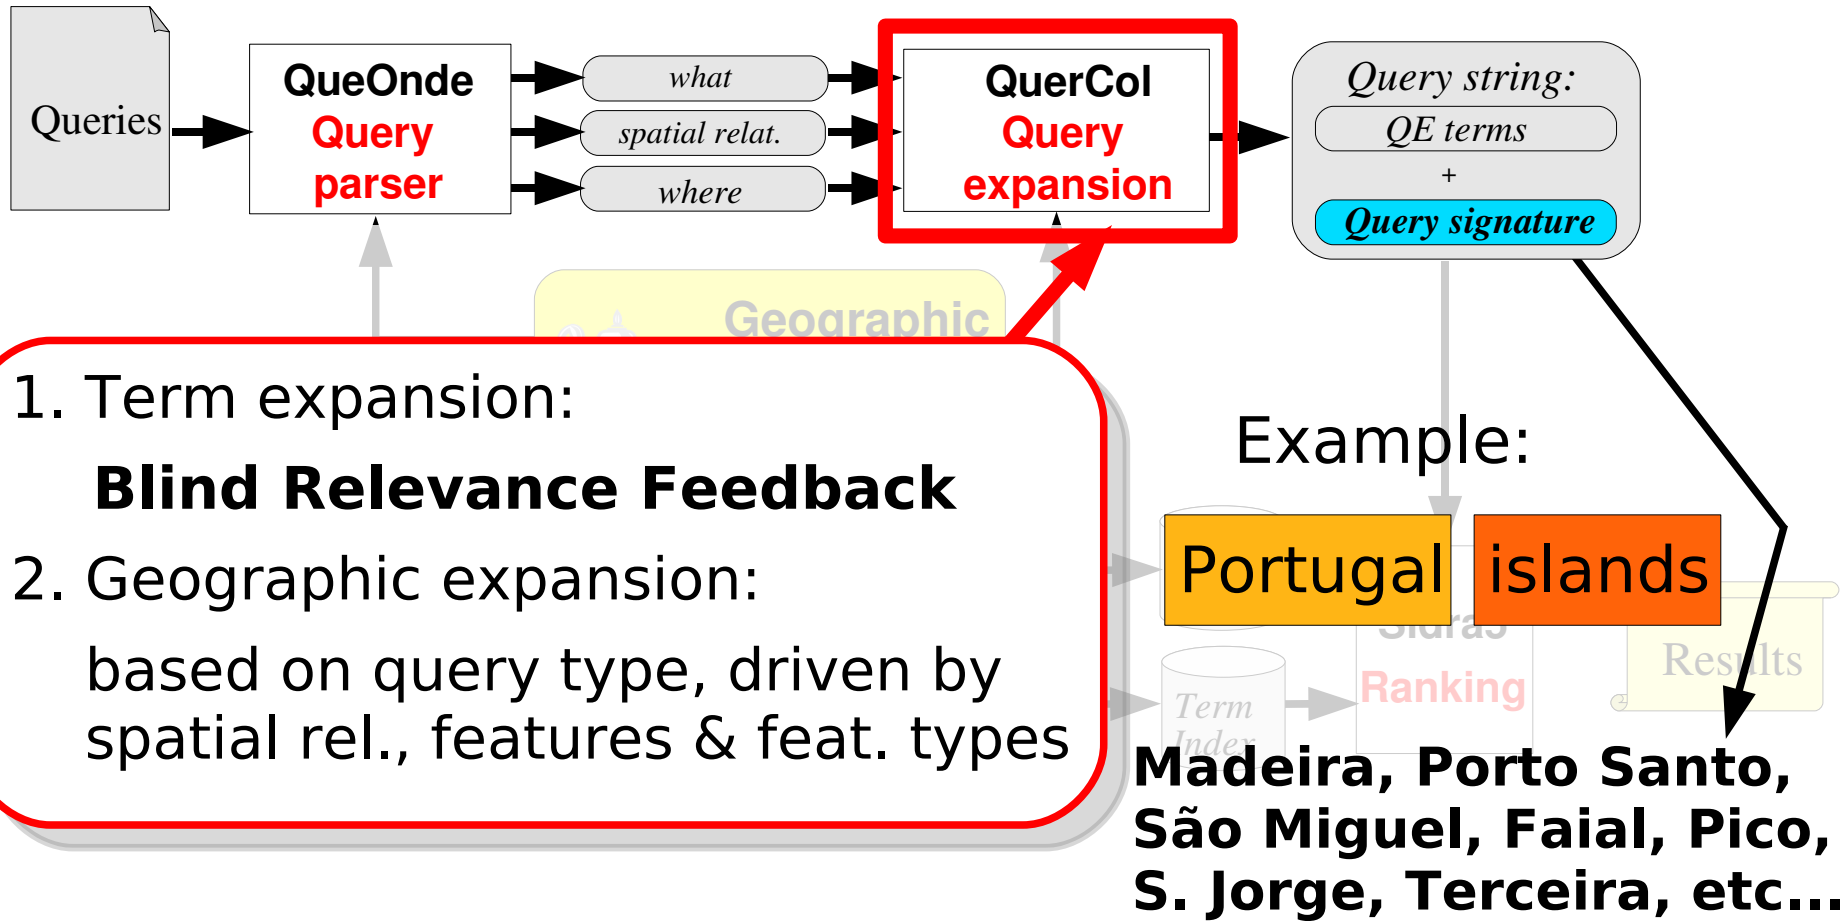 Queries
QueOnde
Query
parser
what
spatial relat.
where
QuerCol
Query
expansion
Query string:
QE terms
+
Query signature
Geographic
1. Term expansion:
Blind Relevance Feedback
2. Geographic expansion:
based on query type, driven by
spatial rel., features & feat. types
Example:
Portugal islands
Sidra5
Ranking
Results
Term
Index
Madeira, Porto Santo,
São Miguel, Faial, Pico,
S. Jorge, Terceira, etc...